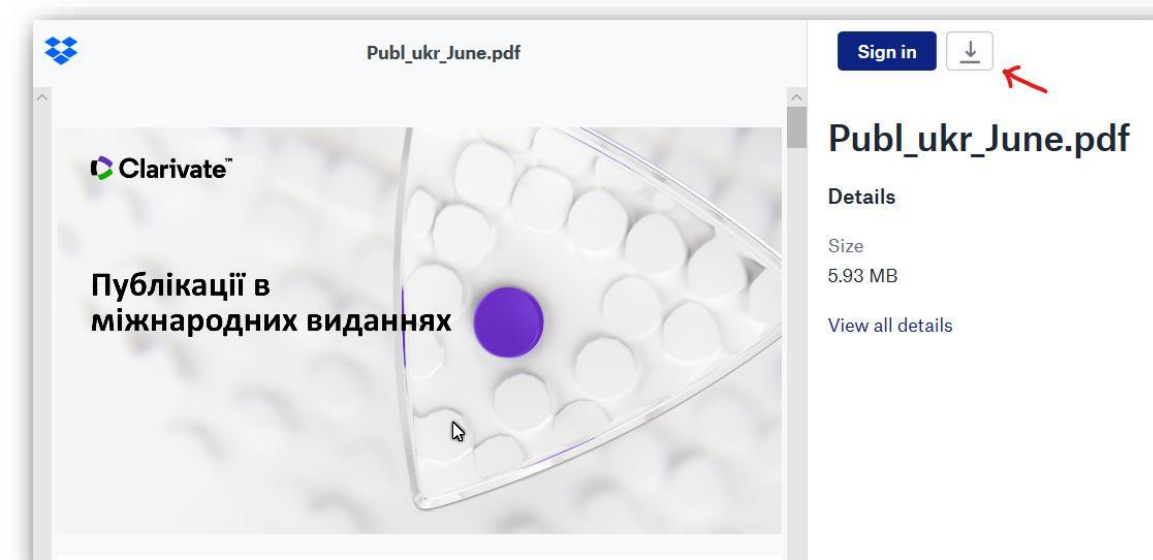 Publ_ukr_June.pdf
Clarivate™
Публікації в
міжнародних виданнях
Sign in
Publ_ukr_June.pdf
Details
Size
5.93 MB
View all details